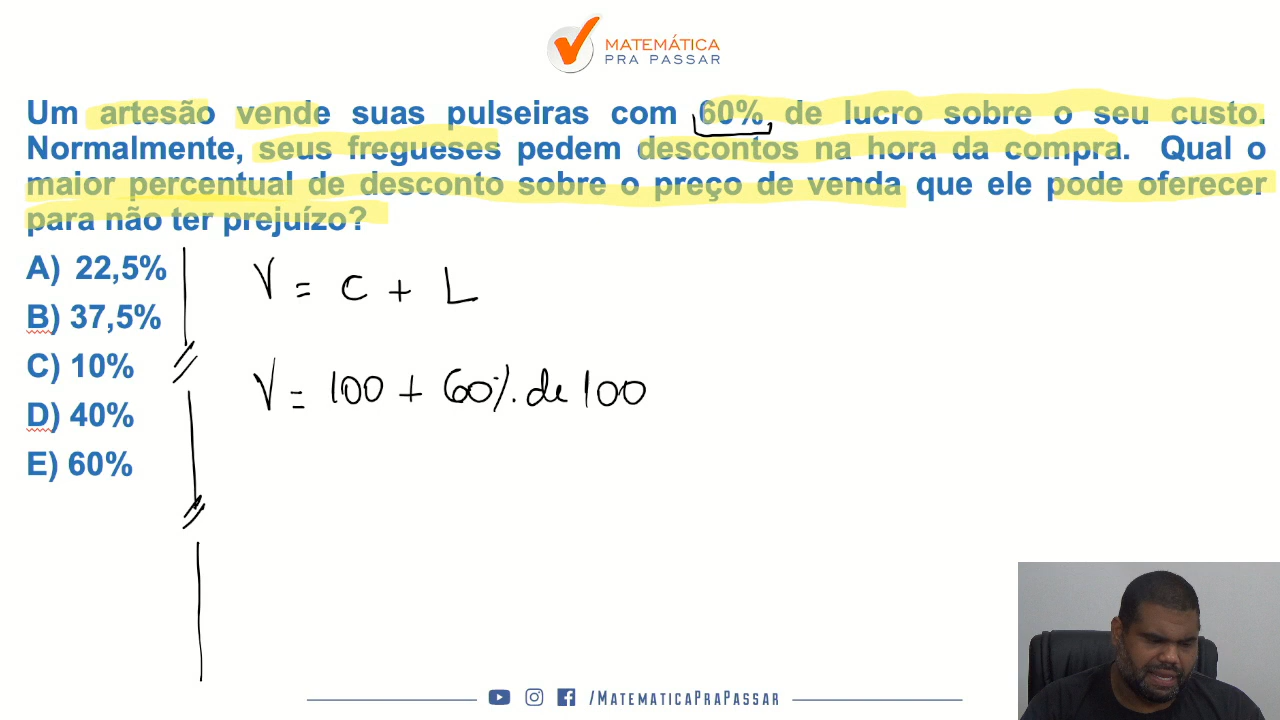 MATEMÁTICA
PRA PASSAR
Um artesão vende suas pulseiras com 60%, de lucro sobre o seu custo.
Normalmente, seus fregueses pedem descontos na hora da compra. Qual o
maior percentual de desconto sobre o preço de venda que ele pode oferecer
para não ter prejuízo?
A) 22,5%
B) 37,5%
C) 10%
D) 40%
E) 60%
V = C + L
V = 100 + 60% de 100
/MATEMATICAPRAPASSAR